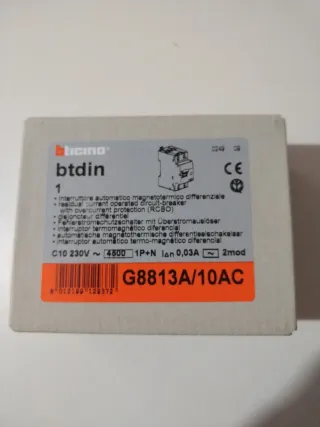 bticino
btdin
1
• interruttore automatico magnetotermico differenziale
• residual current operated circuit-breaker
with overcurrent protection (RCBO)
• disjoncteur différentiel
• Fehlerstromschutzschalter mit Überstromauslöser
• interruptor termomagnético diferencial
• automatische magnetothermische differentieelschakelaar
• interruptor automático termo-magnético diferencial
CE
C10 230V ~ 4500 1P+N IΔn 0,03A ~ 2mod
G8813A/10AC